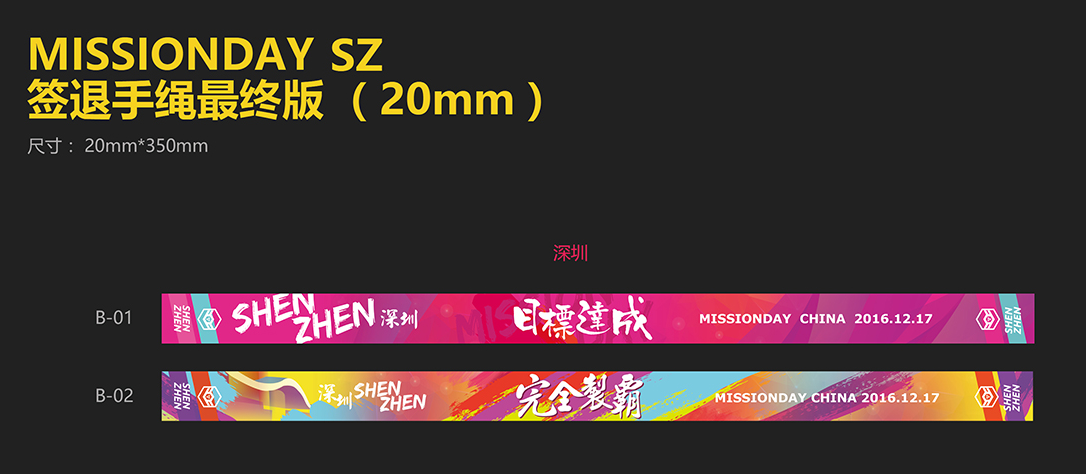 MISSIONDAY SZ
签退手绳最终版 （20mm）
尺寸： 20mm*350mm
深圳
B-01
SHEN
ZHEN
SHEN
ZHEN
深圳
目標達成
MISSIONDAY CHINA 2016.12.17
SHEN
ZHEN
B-02
SHEN
ZHEN
深圳
SHEN
ZHEN
完全製霸
MISSIONDAY CHINA 2016.12.17
SHEN
ZHEN